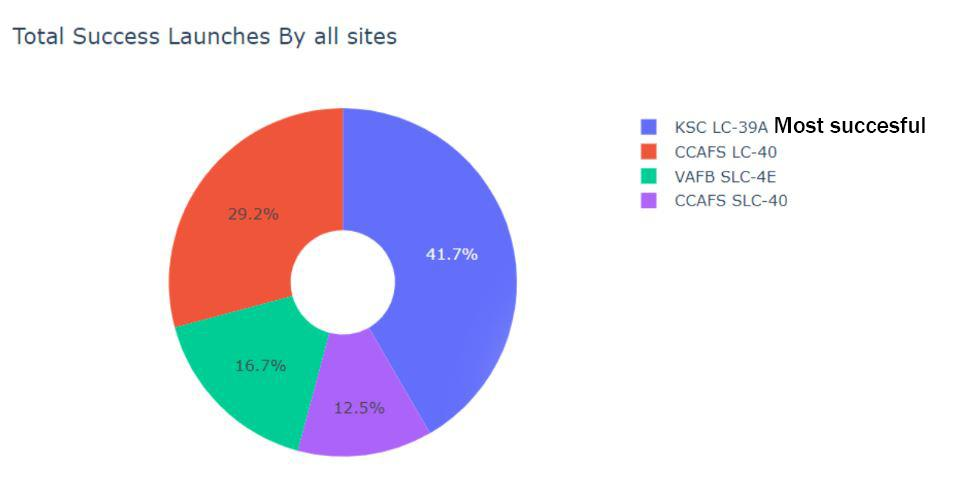 Total Success Launches By all sites
KSC LC-39A Most succesful
CCAFS LC-40
VAFB SLC-4E
CCAFS SLC-40
29.2%
41.7%
16.7%
12.5%